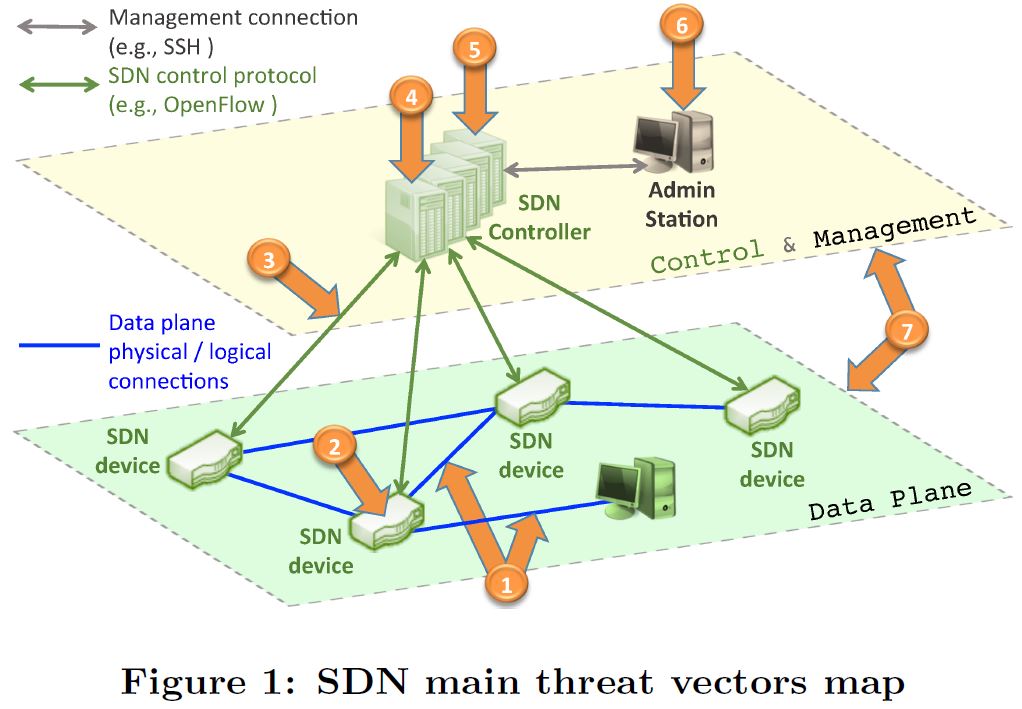 Management connection
(e.g., SSH )
SDN control protocol
(e.g., OpenFlow )
5
6
4
Admin
Station
SDN
Controller
Control & Management
3
Data plane
physical / logical
connections
7
SDN
device
2
SDN
device
SDN
device
Data Plane
SDN
device
1
Figure 1: SDN main threat vectors map